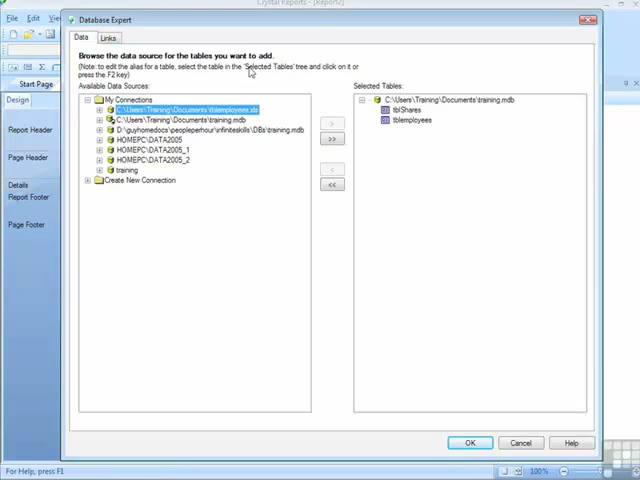 Crystal Reports - [Report2]
File Edit View
Database Expert
Data Links
Start Page
Design
Report Header
Page Header
Details
Report Footer
Page Footer
Browse the data source for the tables you want to add.
(Note: to edit the alias for a table, select the table in the 'Selected Tables' tree and click on it or
press the F2 key)
Available Data Sources:
My Connections
C:\Users\Training\Documents\tblemployees.xls
C:\Users\Training\Documents\training.mdb
D:\guyhomedocs\peopleperhour\infiniteskills\DBs\training.mdb
HOMEPC\DATA2005
HOMEPC\DATA2005_1
HOMEPC\DATA2005_2
training
Create New Connection
>
>>
<
<<
Selected Tables:
C:\Users\Training\Documents\training.mdb
tblShares
tblemployees
OK Cancel Help
For Help, press F1
100%